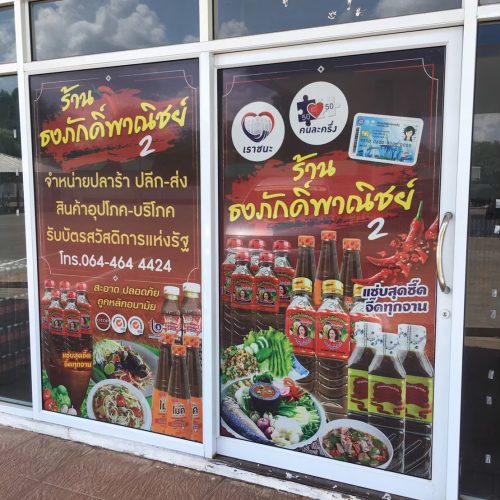 ร้าน
ธงภักดิ์พาณิชย์
2
จำหน่ายปลาร้า ปลีก-ส่ง
สินค้าอุปโภค-บริโภค
รับบัตรสวัสดิการแห่งรัฐ
โทร.064-464 4424
สะอาด ปลอดภัย
ถูกหลักอนามัย
แซ่บสุดซี๊ด
จี๊ดทุกงาน
เราชนะ
50
50
คนละครึ่ง
ร้าน
ธงภักดิ์พาณิชย์
2
แซ่บสุดซี๊ด
จี๊ดทุกงาน